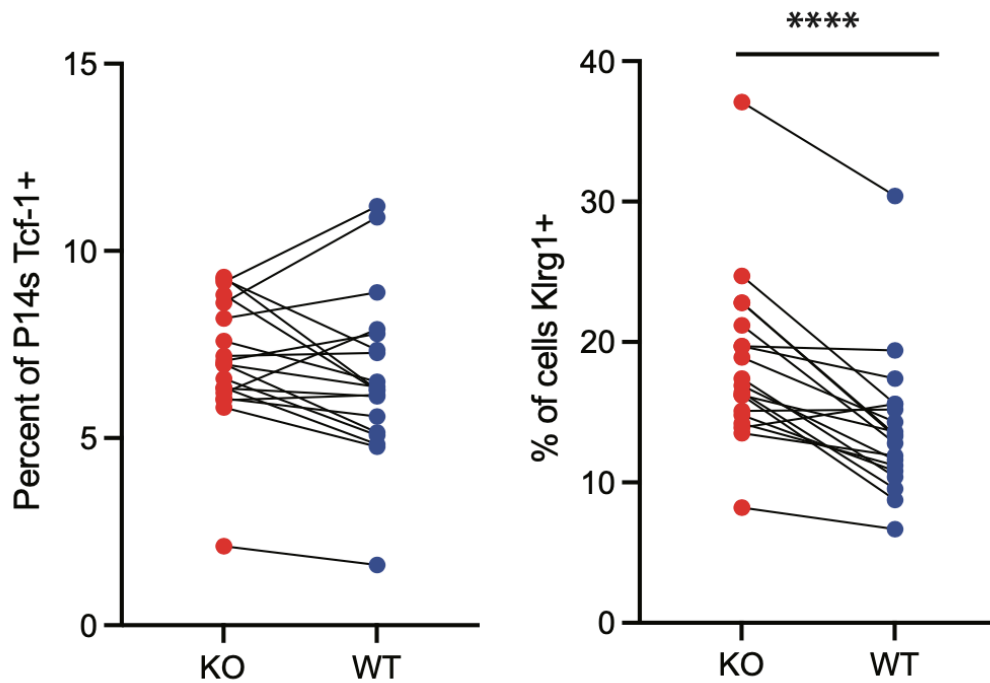 Percent of P14s Tcf-1+
15
10
5
0
KO
WT
****
% of cells Klrg1+
40
30
20
10
0
KO
WT